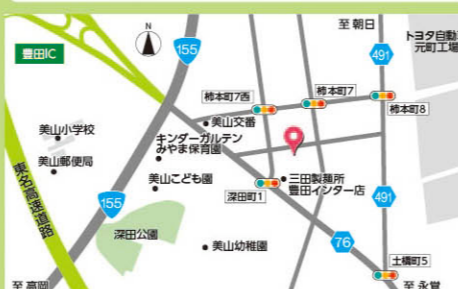 至 朝日
N
155
491
トヨタ自動
元町工場
豊田IC
柿本町7西
柿本町7
柿本町8
美山小学校
美山交番
キンダーガルテン
みやま保育園
美山郵便局
三田製麺所
豊田インター店
美山こども園
深田町1
155
491
東名高速道路
深田公園
美山幼稚園
76
土橋町5
至 高岡
至 永覚